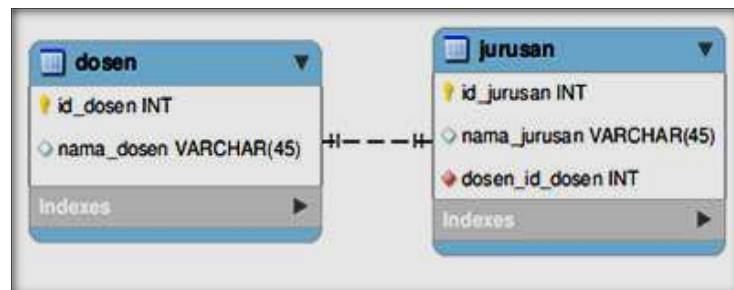 dosen
id_dosen INT
nama_dosen VARCHAR(45)
Indexes
jurusan
id_jurusan INT
nama_jurusan VARCHAR(45)
dosen_id_dosen INT
Indexes